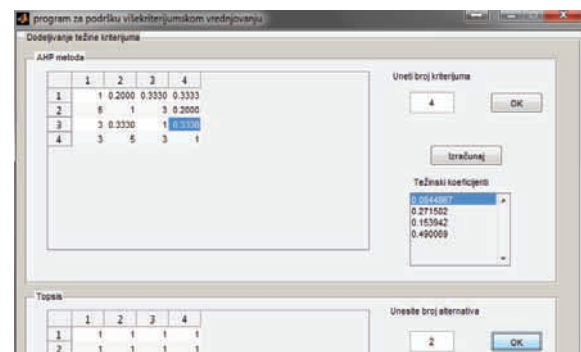 program za podršku višekriterijumskom vrednjovanju
Dodeljivanje težine kriterijuma
AHP metoda
1 2 3 4
1 1 0.2000 0.3330 0.3333
2 5 1 3 0.2000
3 3 0.3330 1 0.3330
4 3 5 3 1
Uneti broj kriterijuma
4 OK
Izračunaj
Težinski koeficijenti
0.0844867
0.271502
0.153942
0.490069
Topsis
1 2 3 4
1 1 1 1 1
2 1 1 1 1
Unesite broj alternativa
2 OK